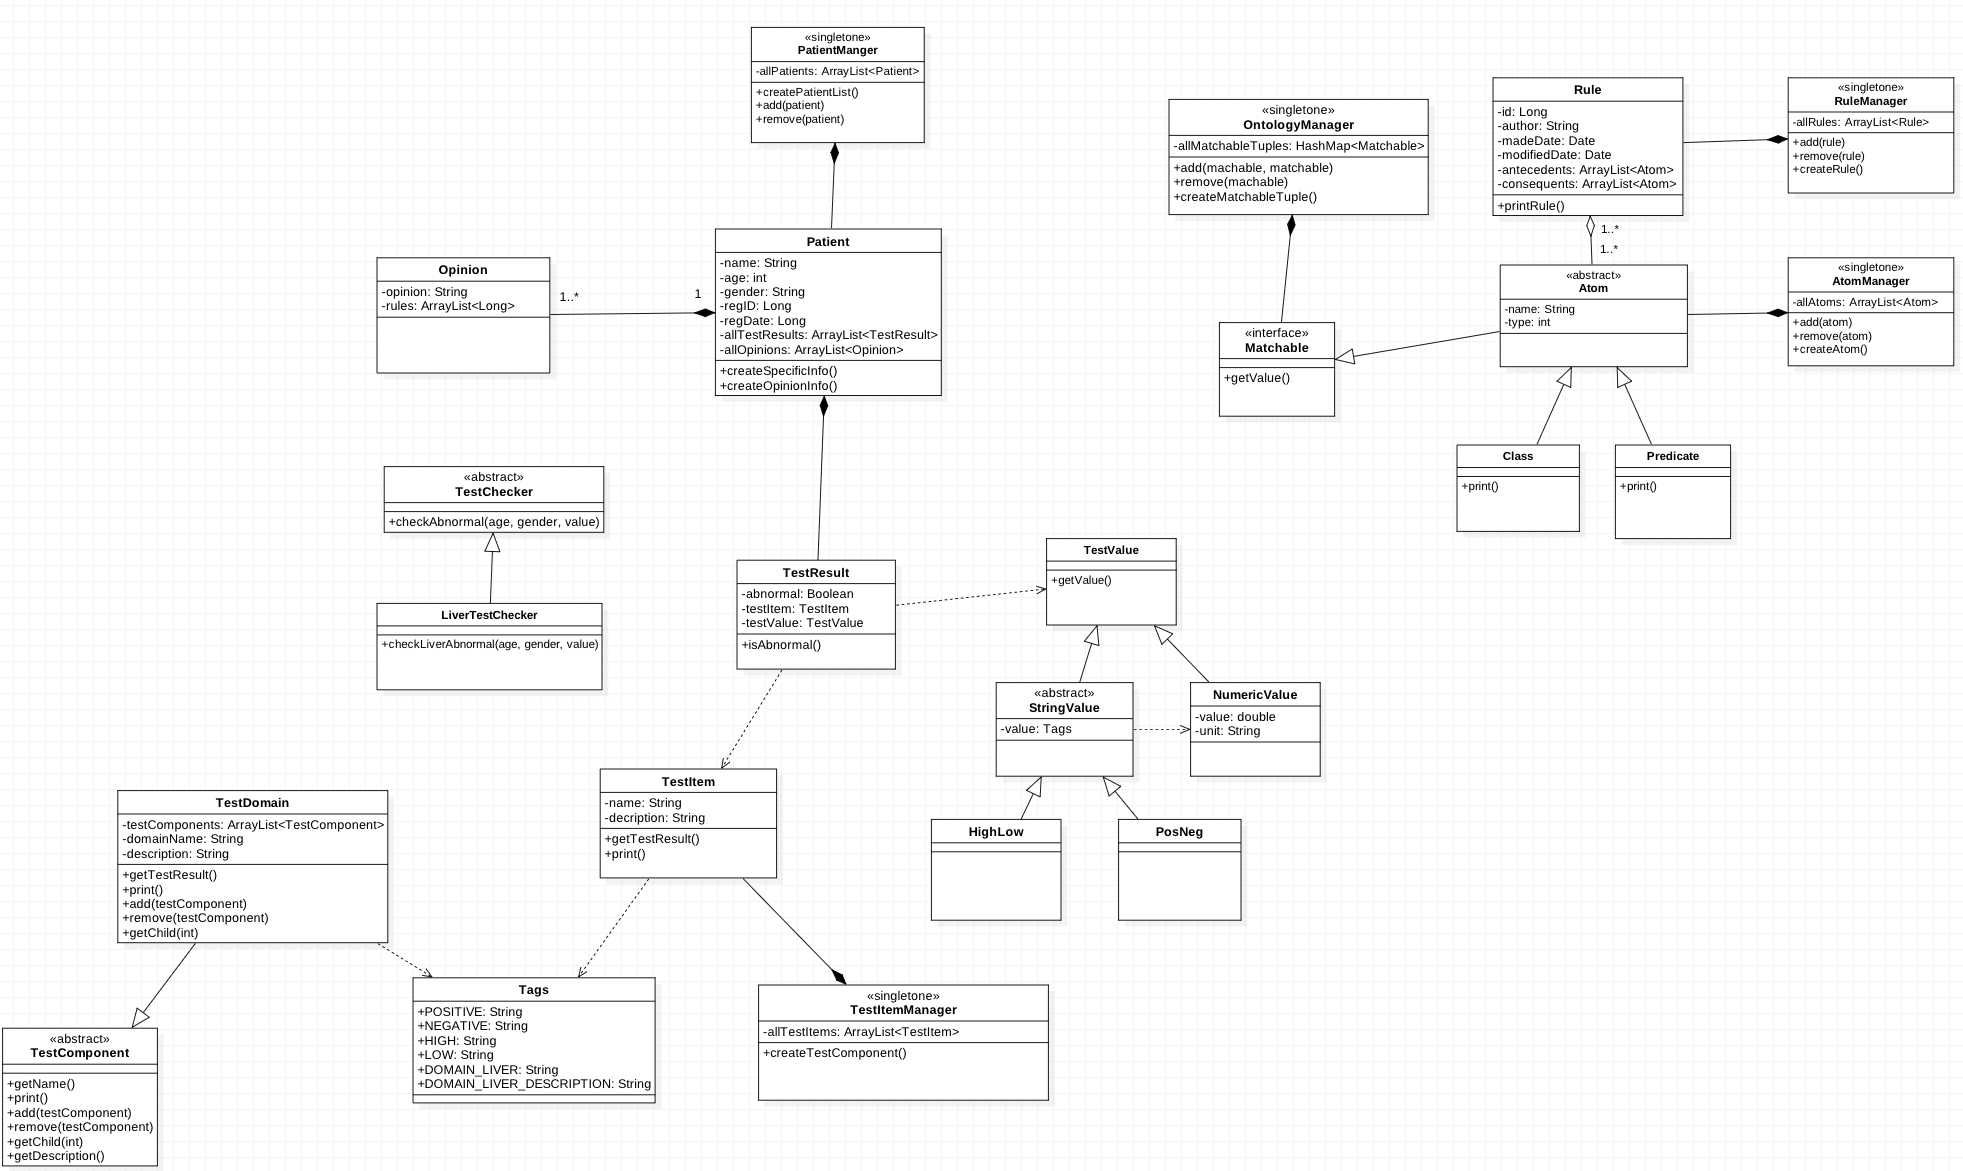 «singletone»
PatientManger
-allPatients: ArrayList<Patient>
+createPatientList()
+add(patient)
+remove(patient)
«singletone»
OntologyManager
-allMatchableTuples: HashMap<Matchable>
+add(machable, matchable)
+remove(machable)
+createMatchableTuple()
Rule
-id: Long
-author: String
-madeDate: Date
-modifiedDate: Date
-antecedents: ArrayList<Atom>
-consequents: ArrayList<Atom>
+printRule()
«singletone»
RuleManager
-allRules: ArrayList<Rule>
+add(rule)
+remove(rule)
+createRule()
1..*
1..*
Opinion
-opinion: String
-rules: ArrayList<Long>
1..*
1
Patient
-name: String
-age: int
-gender: String
-regID: Long
-regDate: Long
-allTestResults: ArrayList<TestResult>
-allOpinions: ArrayList<Opinion>
+createSpecificInfo()
+createOpinionInfo()
«interface»
Matchable
+getValue()
«abstract»
Atom
-name: String
-type: int
«singletone»
AtomManager
-allAtoms: ArrayList<Atom>
+add(atom)
+remove(atom)
+createAtom()
Class
+print()
Predicate
+print()
«abstract»
TestChecker
+checkAbnormal(age, gender, value)
LiverTestChecker
+checkLiverAbnormal(age, gender, value)
TestResult
-abnormal: Boolean
-testItem: TestItem
-testValue: TestValue
+isAbnormal()
TestValue
+getValue()
«abstract»
StringValue
-value: Tags
NumericValue
-value: double
-unit: String
HighLow
PosNeg
TestItem
-name: String
-decription: String
+getTestResult()
+print()
TestDomain
-testComponents: ArrayList<TestComponent>
-domainName: String
-description: String
+getTestResult()
+print()
+add(testComponent)
+remove(testComponent)
+getChild(int)
Tags
+POSITIVE: String
+NEGATIVE: String
+HIGH: String
+LOW: String
+DOMAIN_LIVER: String
+DOMAIN_LIVER_DESCRIPTION: String
«singletone»
TestItemManager
-allTestItems: ArrayList<TestItem>
+createTestComponent()
«abstract»
TestComponent
+getName()
+print()
+add(testComponent)
+remove(testComponent)
+getChild(int)
+getDescription()